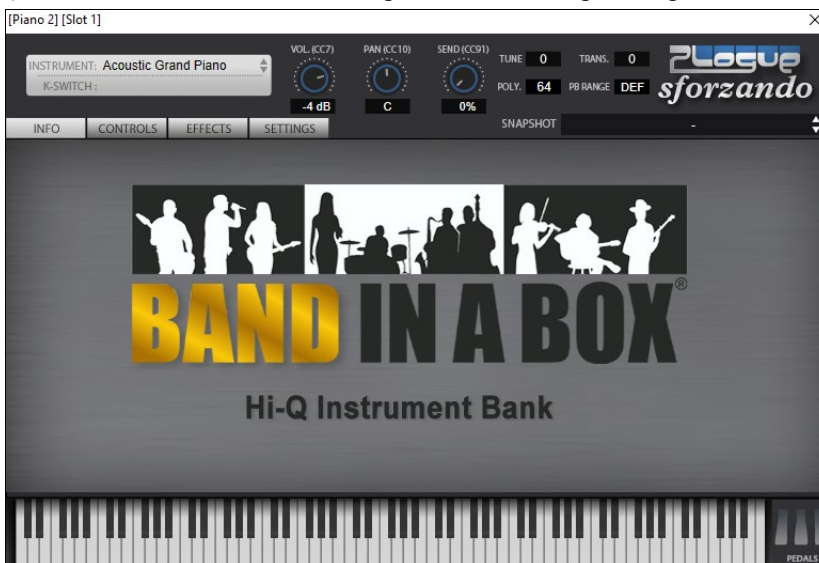 [Piano 2] [Slot 1]
INSTRUMENT: Acoustic Grand Piano
K-SWITCH :
VOL. (CC7)
-4 dB
PAN (CC10)
C
SEND (CC91)
0%
TUNE 0 TRANS. 0
POLY. 64 PB RANGE DEF
Plogue
sforzando
INFO CONTROLS EFFECTS SETTINGS
SNAPSHOT -
BAND IN A BOX®
Hi-Q Instrument Bank
PEDALS